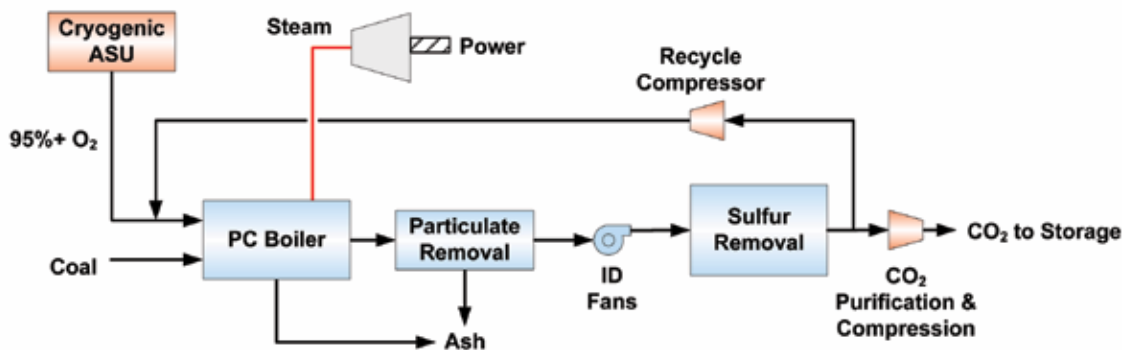 Cryogenic
ASU
Steam
Power
Recycle
Compressor
95%+ O₂
PC Boiler
Particulate
Removal
Sulfur
Removal
CO₂ to Storage
Coal
ID
Fans
CO₂
Purification &
Compression
Ash